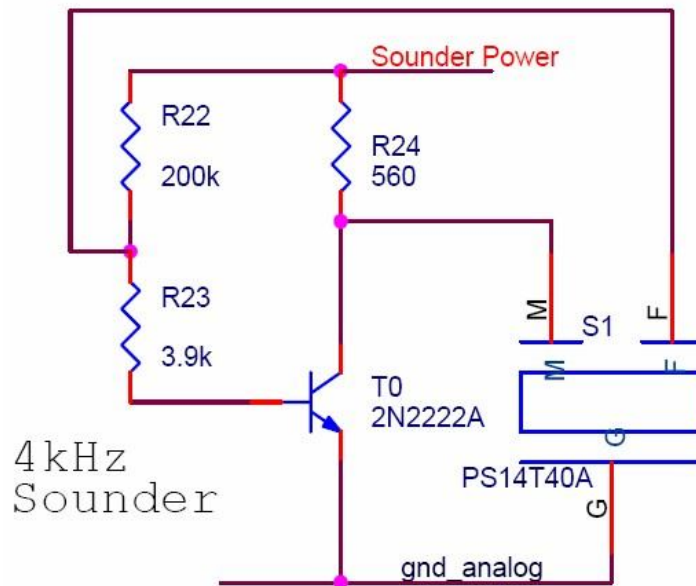 Sounder Power
R22
200k
R24
560
R23
3.9k
M
S1
F
M
F
T0
2N2222A
G
4kHz
Sounder
PS14T40A
G
gnd_analog